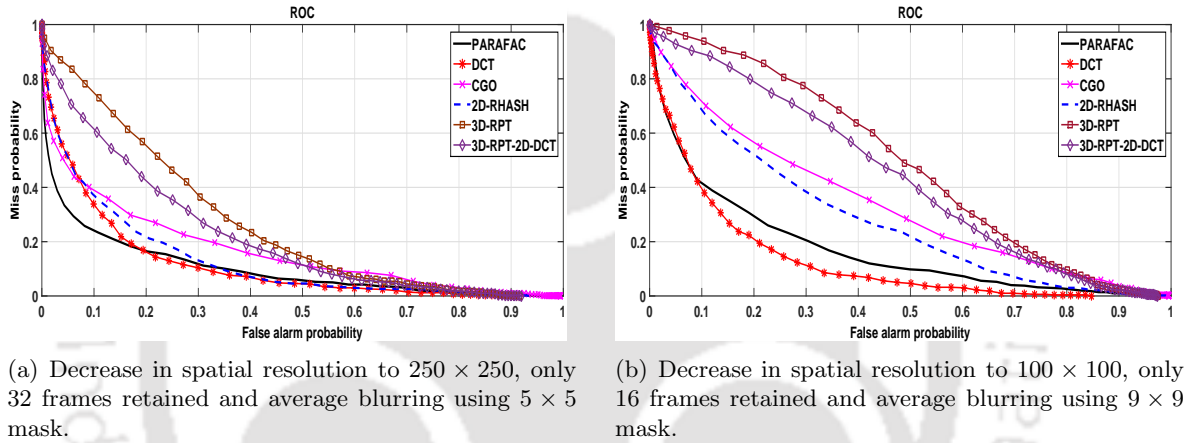 ROC
Miss probability
1
0.8
0.6
0.4
0.2
0
0 0.1 0.2 0.3 0.4 0.5 0.6 0.7 0.8 0.9 1
False alarm probability
PARAFAC
DCT
CGO
2D-RHASH
3D-RPT
3D-RPT-2D-DCT
(a) Decrease in spatial resolution to 250 × 250, only
32 frames retained and average blurring using 5 × 5
mask.
ROC
Miss probability
1
0.8
0.6
0.4
0.2
0
0 0.1 0.2 0.3 0.4 0.5 0.6 0.7 0.8 0.9 1
False alarm probability
PARAFAC
DCT
CGO
2D-RHASH
3D-RPT
3D-RPT-2D-DCT
(b) Decrease in spatial resolution to 100 × 100, only
16 frames retained and average blurring using 9 × 9
mask.